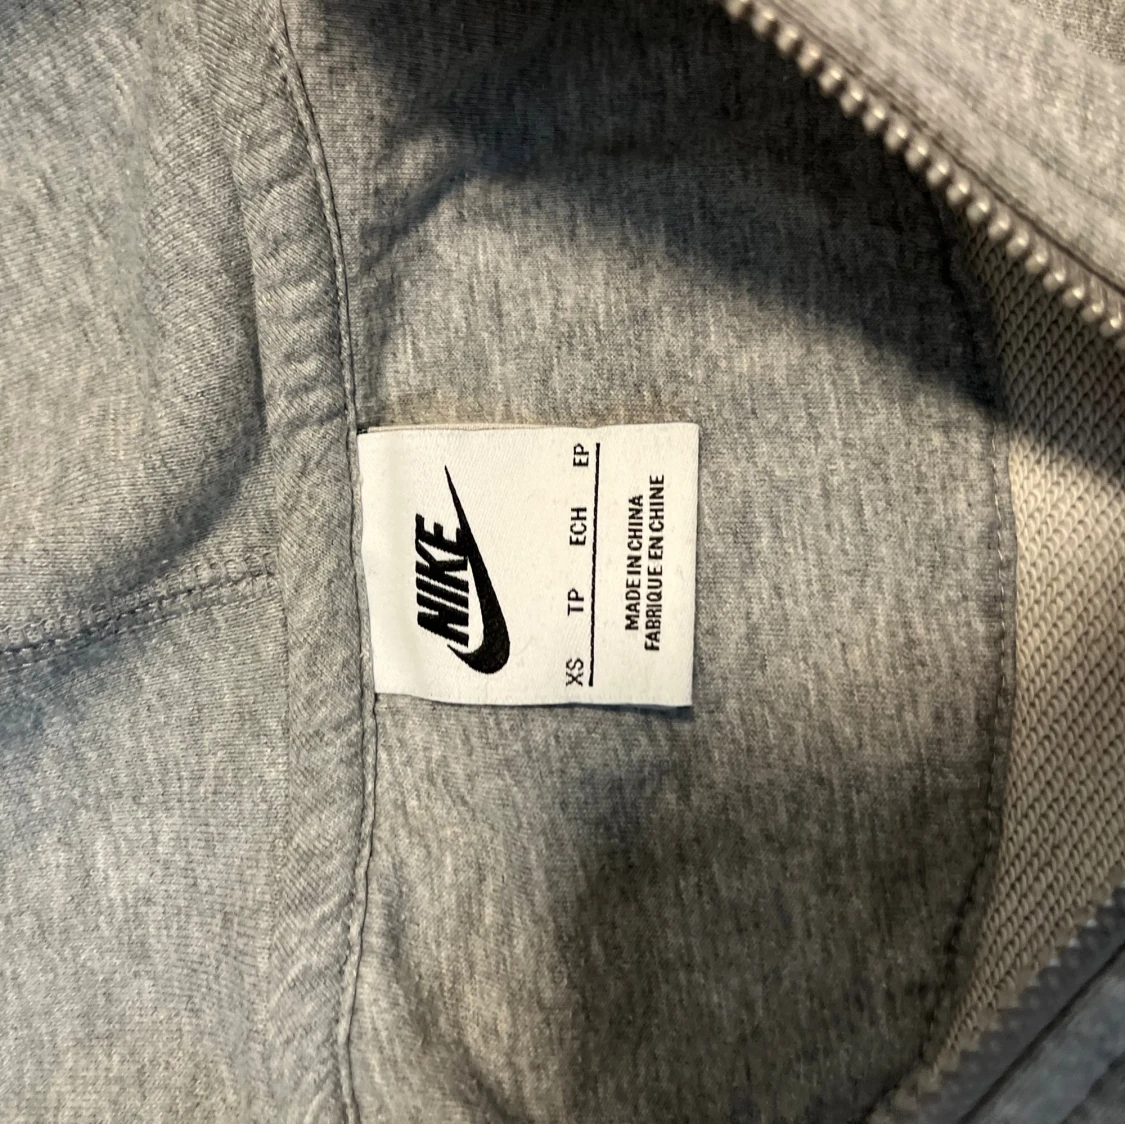 NIKE
XS TP ECH EP
MADE IN CHINA
FABRIQUE EN CHINE